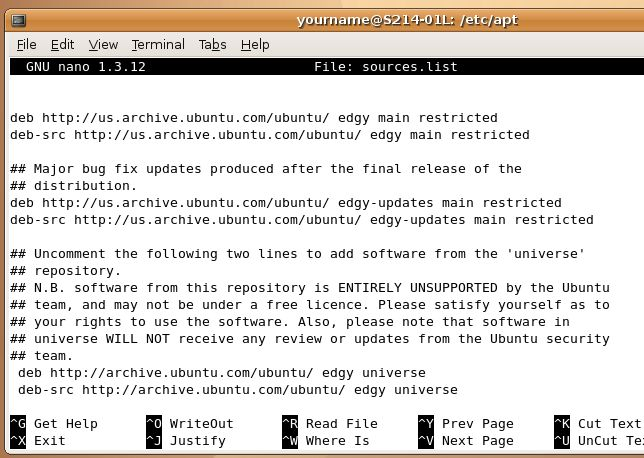 yourname@S214-01L: /etc/apt
File Edit View Terminal Tabs Help
GNU nano 1.3.12 File: sources.list
deb http://us.archive.ubuntu.com/ubuntu/ edgy main restricted
deb-src http://us.archive.ubuntu.com/ubuntu/ edgy main restricted
## Major bug fix updates produced after the final release of the
## distribution.
deb http://us.archive.ubuntu.com/ubuntu/ edgy-updates main restricted
deb-src http://us.archive.ubuntu.com/ubuntu/ edgy-updates main restricted
## Uncomment the following two lines to add software from the 'universe'
## repository.
## N.B. software from this repository is ENTIRELY UNSUPPORTED by the Ubuntu
## team, and may not be under a free licence. Please satisfy yourself as to
## your rights to use the software. Also, please note that software in
## universe WILL NOT receive any review or updates from the Ubuntu security
## team.
deb http://archive.ubuntu.com/ubuntu/ edgy universe
deb-src http://archive.ubuntu.com/ubuntu/ edgy universe
^G Get Help ^O WriteOut ^R Read File ^Y Prev Page ^K Cut Text
^X Exit ^J Justify ^W Where Is ^V Next Page ^U UnCut Te